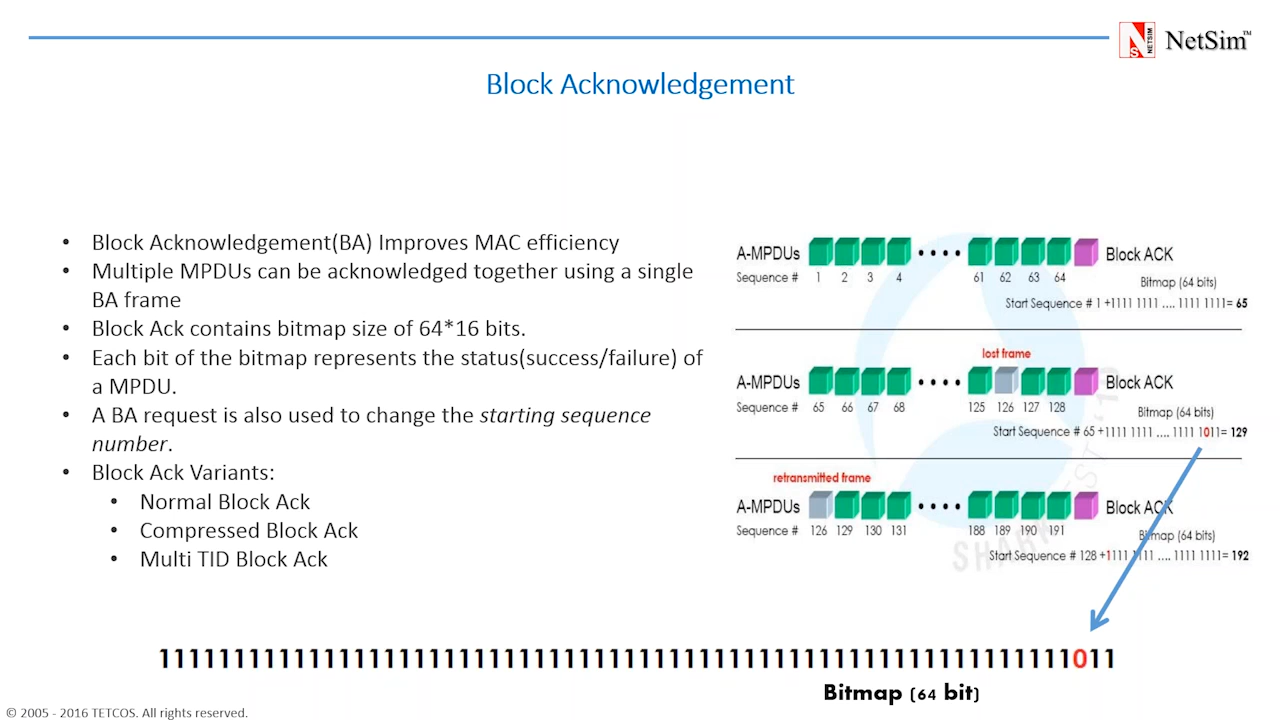 NetSim™
NETSIM
Block Acknowledgement
• Block Acknowledgement(BA) Improves MAC efficiency
• Multiple MPDUs can be acknowledged together using a single
BA frame
• Block Ack contains bitmap size of 64*16 bits.
• Each bit of the bitmap represents the status(success/failure) of
a MPDU.
• A BA request is also used to change the starting sequence
number.
• Block Ack Variants:
• Normal Block Ack
• Compressed Block Ack
• Multi TID Block Ack
A-MPDUs •••• Block ACK
Sequence # 1 2 3 4 61 62 63 64
Bitmap (64 bits)
Start Sequence # 1 +1111 1111 .... 1111 1111= 65
lost frame
A-MPDUs •••• Block ACK
Sequence # 65 66 67 68 125 126 127 128
Bitmap (64 bits)
Start Sequence # 65 +1111 1111 .... 1111 1011= 129
retransmitted frame
A-MPDUs •••• Block ACK
Sequence # 126 129 130 131 188 189 190 191
Bitmap (64 bits)
Start Sequence # 128 +1111 1111 .... 1111 1111= 192
1111111111111111111111111111111111111111111111111111111111111011
Bitmap (64 bit)
© 2005 - 2016 TETCOS. All rights reserved.